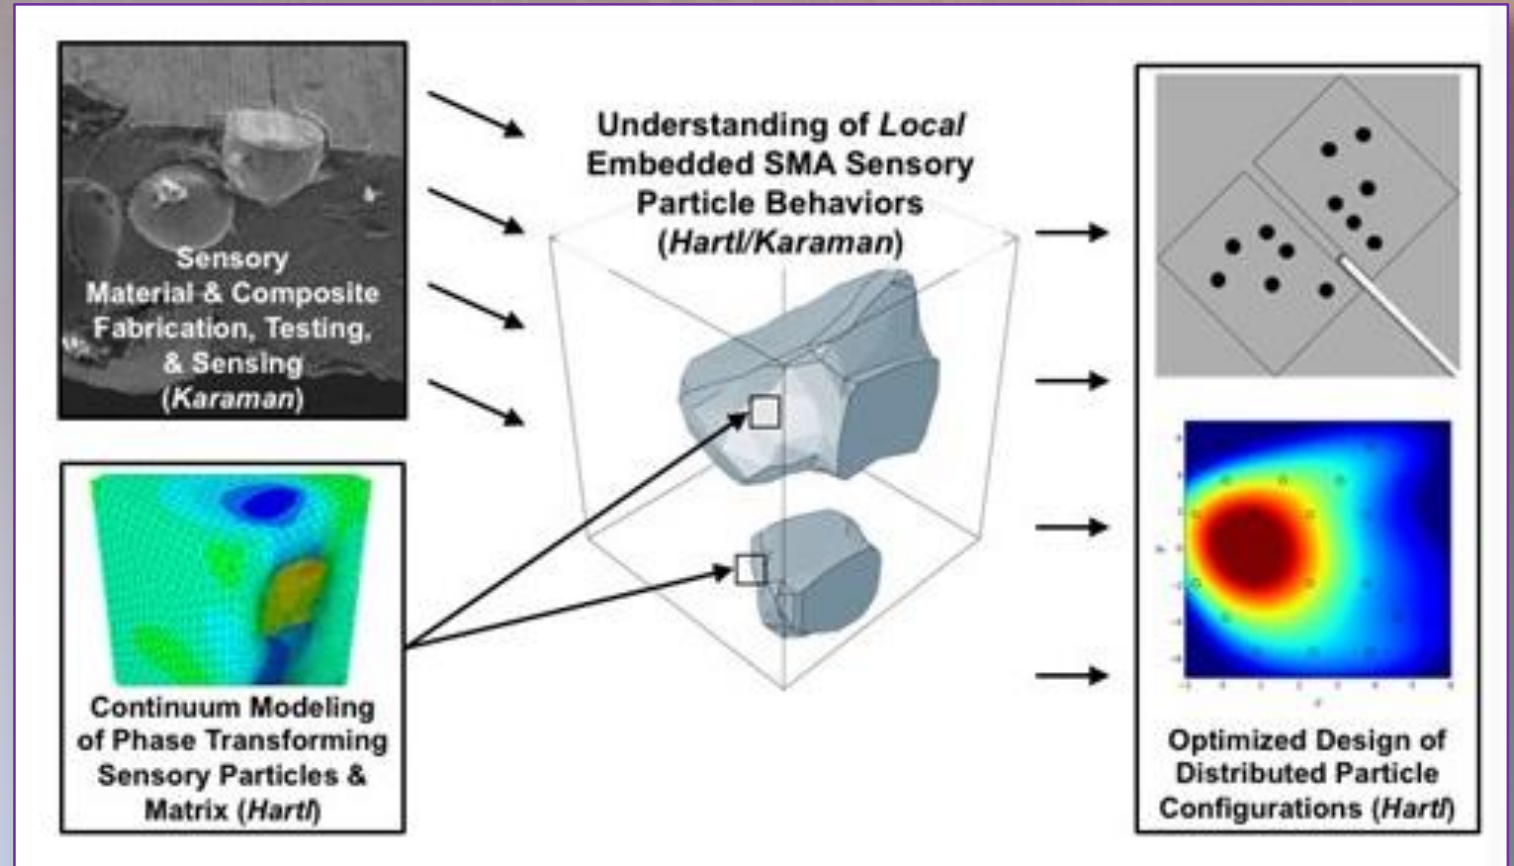 Sensory
Material & Composite
Fabrication, Testing,
& Sensing
(Karaman)
Continuum Modeling
of Phase Transforming
Sensory Particles &
Matrix (Hartl)
Understanding of Local
Embedded SMA Sensory
Particle Behaviors
(Hartl/Karaman)
Optimized Design of
Distributed Particle
Configurations (Hartl)